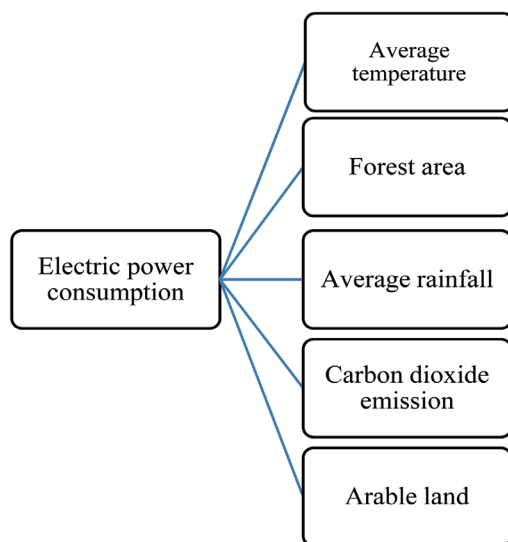 Average
temperature
Forest area
Electric power
consumption
Average rainfall
Carbon dioxide
emission
Arable land